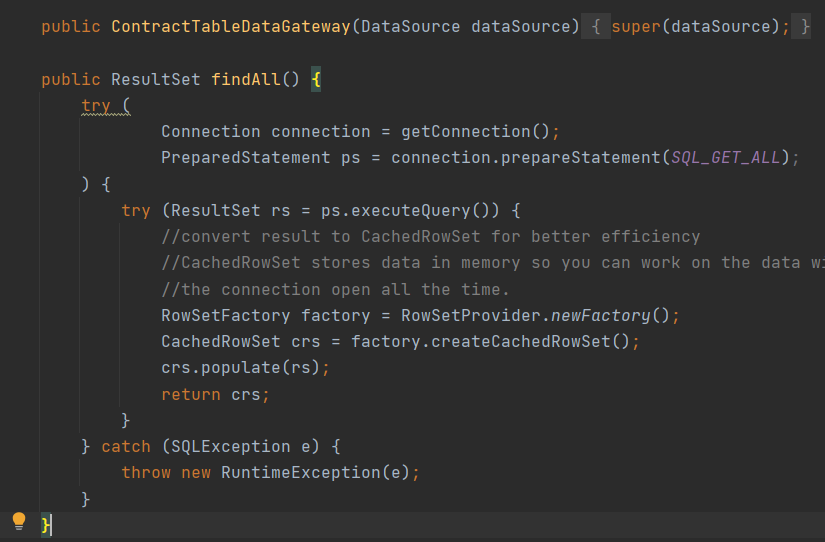 public ContractTableDataGateway(DataSource dataSource) { super(dataSource); }
public ResultSet findAll() {
try (
Connection connection = getConnection();
PreparedStatement ps = connection.prepareStatement(SQL_GET_ALL);
) {
try (ResultSet rs = ps.executeQuery()) {
//convert result to CachedRowSet for better efficiency
//CachedRowSet stores data in memory so you can work on the data
//the connection open all the time.
RowSetFactory factory = RowSetProvider.newFactory();
CachedRowSet crs = factory.createCachedRowSet();
crs.populate(rs);
return crs;
}
} catch (SQLException e) {
throw new RuntimeException(e);
}
}